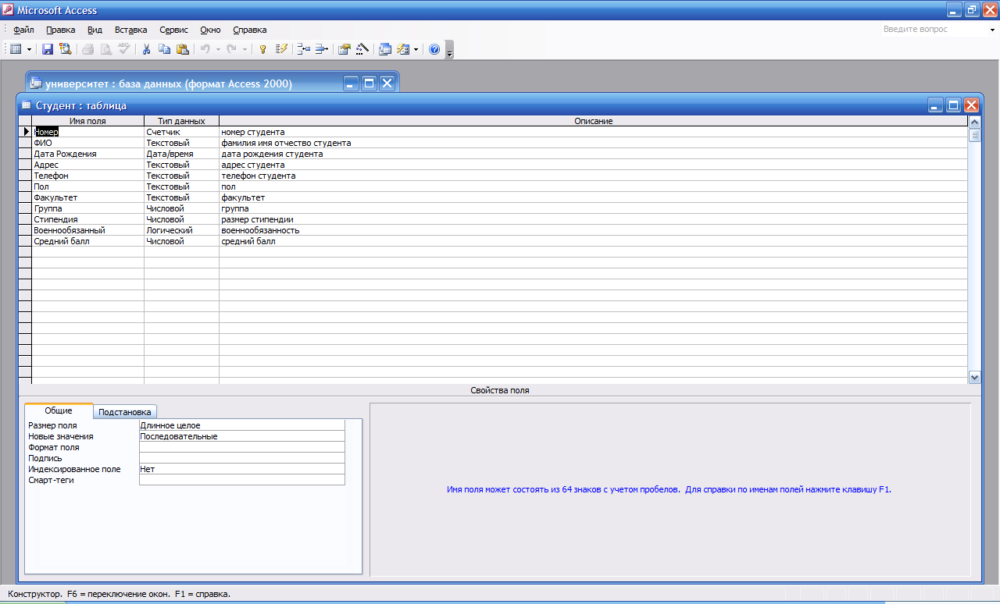 Microsoft Access
Файл Правка Вид Вставка Сервис Окно Справка Введите вопрос
университет : база данных (формат Access 2000)
Студент : таблица
Имя поля Тип данных Описание
Номер Счетчик номер студента
ФИО Текстовый фамилия имя отчество студента
Дата Рождения Дата/время дата рождения студента
Адрес Текстовый адрес студента
Телефон Текстовый телефон студента
Пол Текстовый пол
Факультет Текстовый факультет
Группа Числовой группа
Стипендия Числовой размер стипендии
Военнообязанный Логический военнообязанность
Средний балл Числовой средний балл
Свойства поля
Общие Подстановка
Размер поля Длинное целое
Новые значения Последовательные
Формат поля
Подпись
Индексированное поле Нет
Смарт-теги
Имя поля может состоять из 64 знаков с учетом пробелов. Для справки по именам полей нажмите клавишу F1.
Конструктор. F6 = переключение окон. F1 = справка.